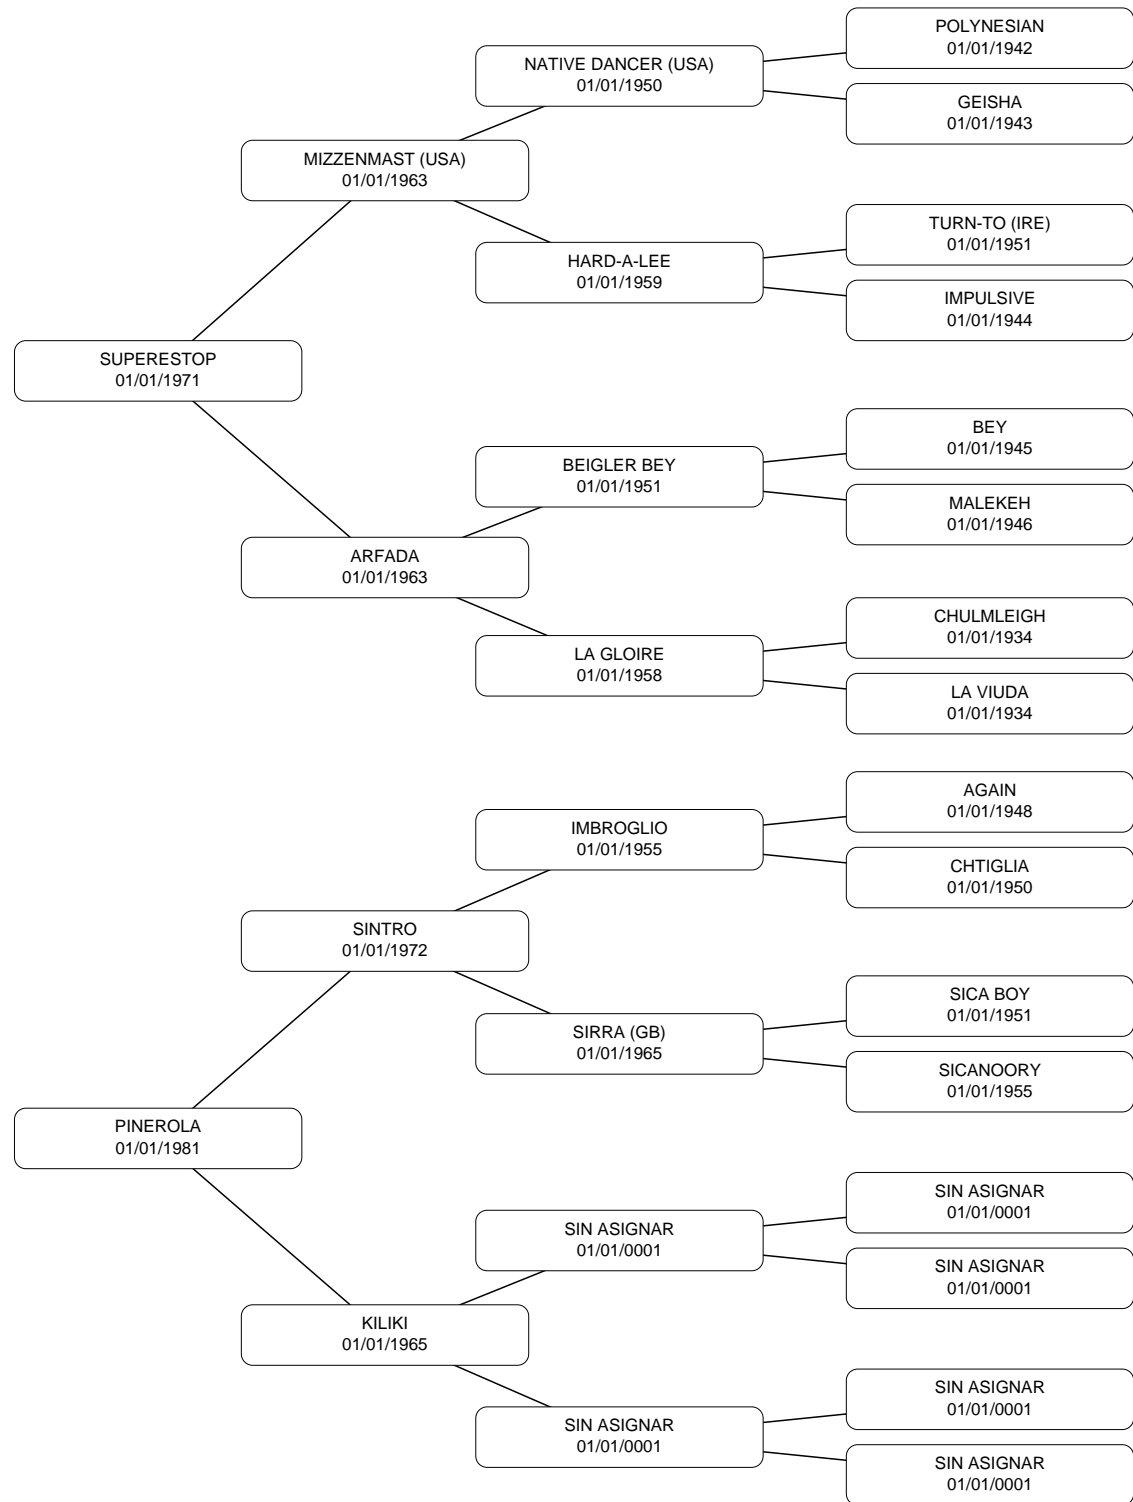 POLYNESIAN
01/01/1942
NATIVE DANCER (USA)
01/01/1950
GEISHA
01/01/1943
MIZZENMAST (USA)
01/01/1963
TURN-TO (IRE)
01/01/1951
HARD-A-LEE
01/01/1959
IMPULSIVE
01/01/1944
SUPERESTOP
01/01/1971
BEY
01/01/1945
BEIGLER BEY
01/01/1951
MALEKEH
01/01/1946
ARFADA
01/01/1963
CHULMLEIGH
01/01/1934
LA GLOIRE
01/01/1958
LA VIUDA
01/01/1934
AGAIN
01/01/1948
IMBROGLIO
01/01/1955
CHTIGLIA
01/01/1950
SINTRO
01/01/1972
SICA BOY
01/01/1951
SIRRA (GB)
01/01/1965
SICANOORY
01/01/1955
PINEROLA
01/01/1981
SIN ASIGNAR
01/01/0001
SIN ASIGNAR
01/01/0001
SIN ASIGNAR
01/01/0001
KILIKI
01/01/1965
SIN ASIGNAR
01/01/0001
SIN ASIGNAR
01/01/0001
SIN ASIGNAR
01/01/0001